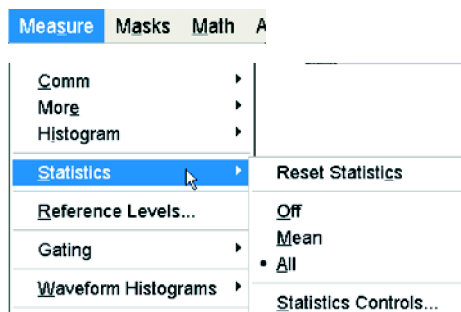 Measure Masks Math A
Comm
More
Histogram
Statistics
Reference Levels...
Gating
Waveform Histograms
Reset Statistics
Off
Mean
All
Statistics Controls...